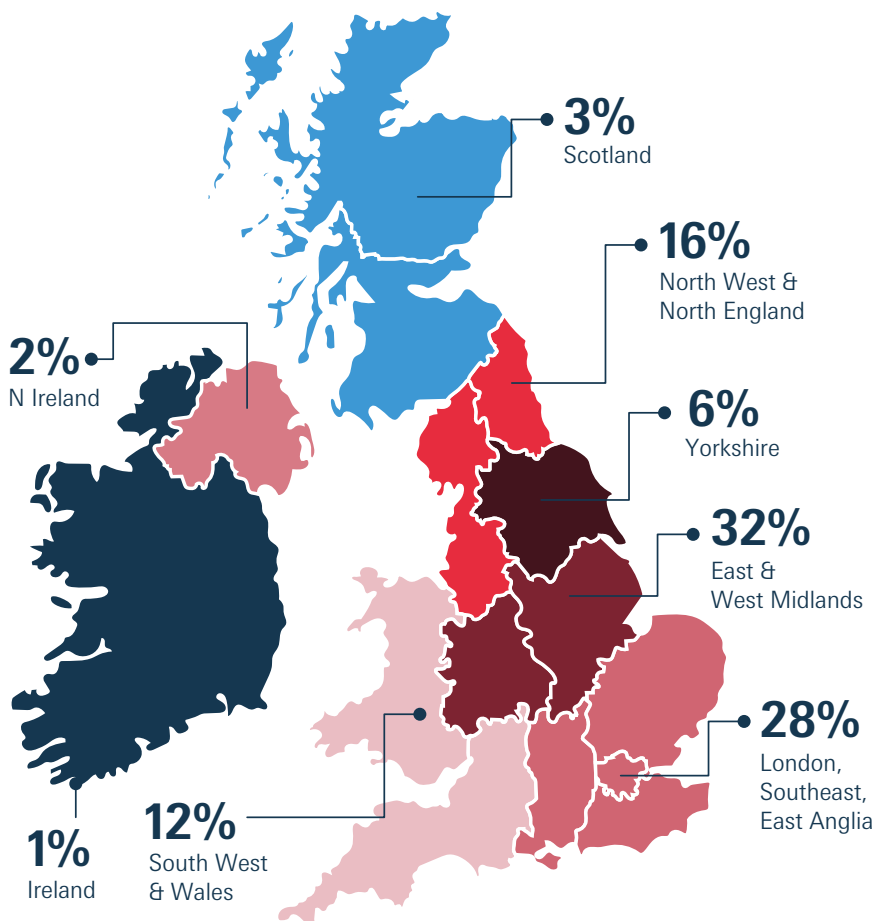 3%
Scotland
16%
North West &
North England
2%
N Ireland
6%
Yorkshire
32%
East &
West Midlands
28%
London,
Southeast,
East Anglia
12%
South West
& Wales
1%
Ireland